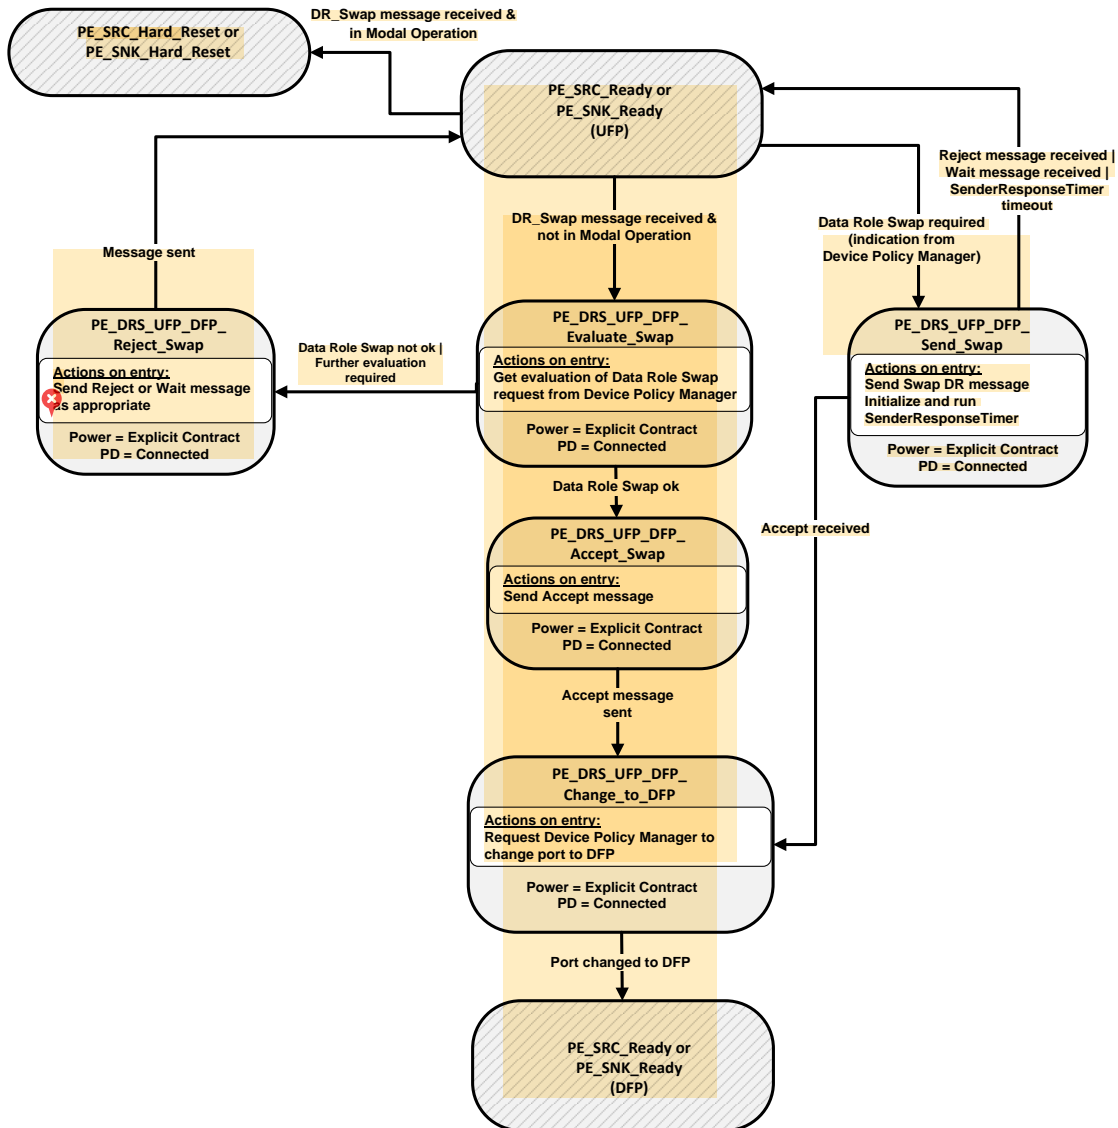 PE_SRC_Hard_Reset or
PE_SNK_Hard_Reset
DR_Swap message received &
in Modal Operation
PE_SRC_Ready or
PE_SNK_Ready
(UFP)
Reject message received |
Wait message received |
SenderResponseTimer
timeout
DR_Swap message received &
not in Modal Operation
Data Role Swap required
(indication from
Device Policy Manager)
Message sent
PE_DRS_UFP_DFP_
Reject_Swap
Actions on entry:
Send Reject or Wait message
as appropriate
Power = Explicit Contract
PD = Connected
Data Role Swap not ok |
Further evaluation
required
PE_DRS_UFP_DFP_
Evaluate_Swap
Actions on entry:
Get evaluation of Data Role Swap
request from Device Policy Manager
Power = Explicit Contract
PD = Connected
PE_DRS_UFP_DFP_
Send_Swap
Actions on entry:
Send Swap DR message
Initialize and run
SenderResponseTimer
Power = Explicit Contract
PD = Connected
Data Role Swap ok
Accept received
PE_DRS_UFP_DFP_
Accept_Swap
Actions on entry:
Send Accept message
Power = Explicit Contract
PD = Connected
Accept message
sent
PE_DRS_UFP_DFP_
Change_to_DFP
Actions on entry:
Request Device Policy Manager to
change port to DFP
Power = Explicit Contract
PD = Connected
Port changed to DFP
PE_SRC_Ready or
PE_SNK_Ready
(DFP)